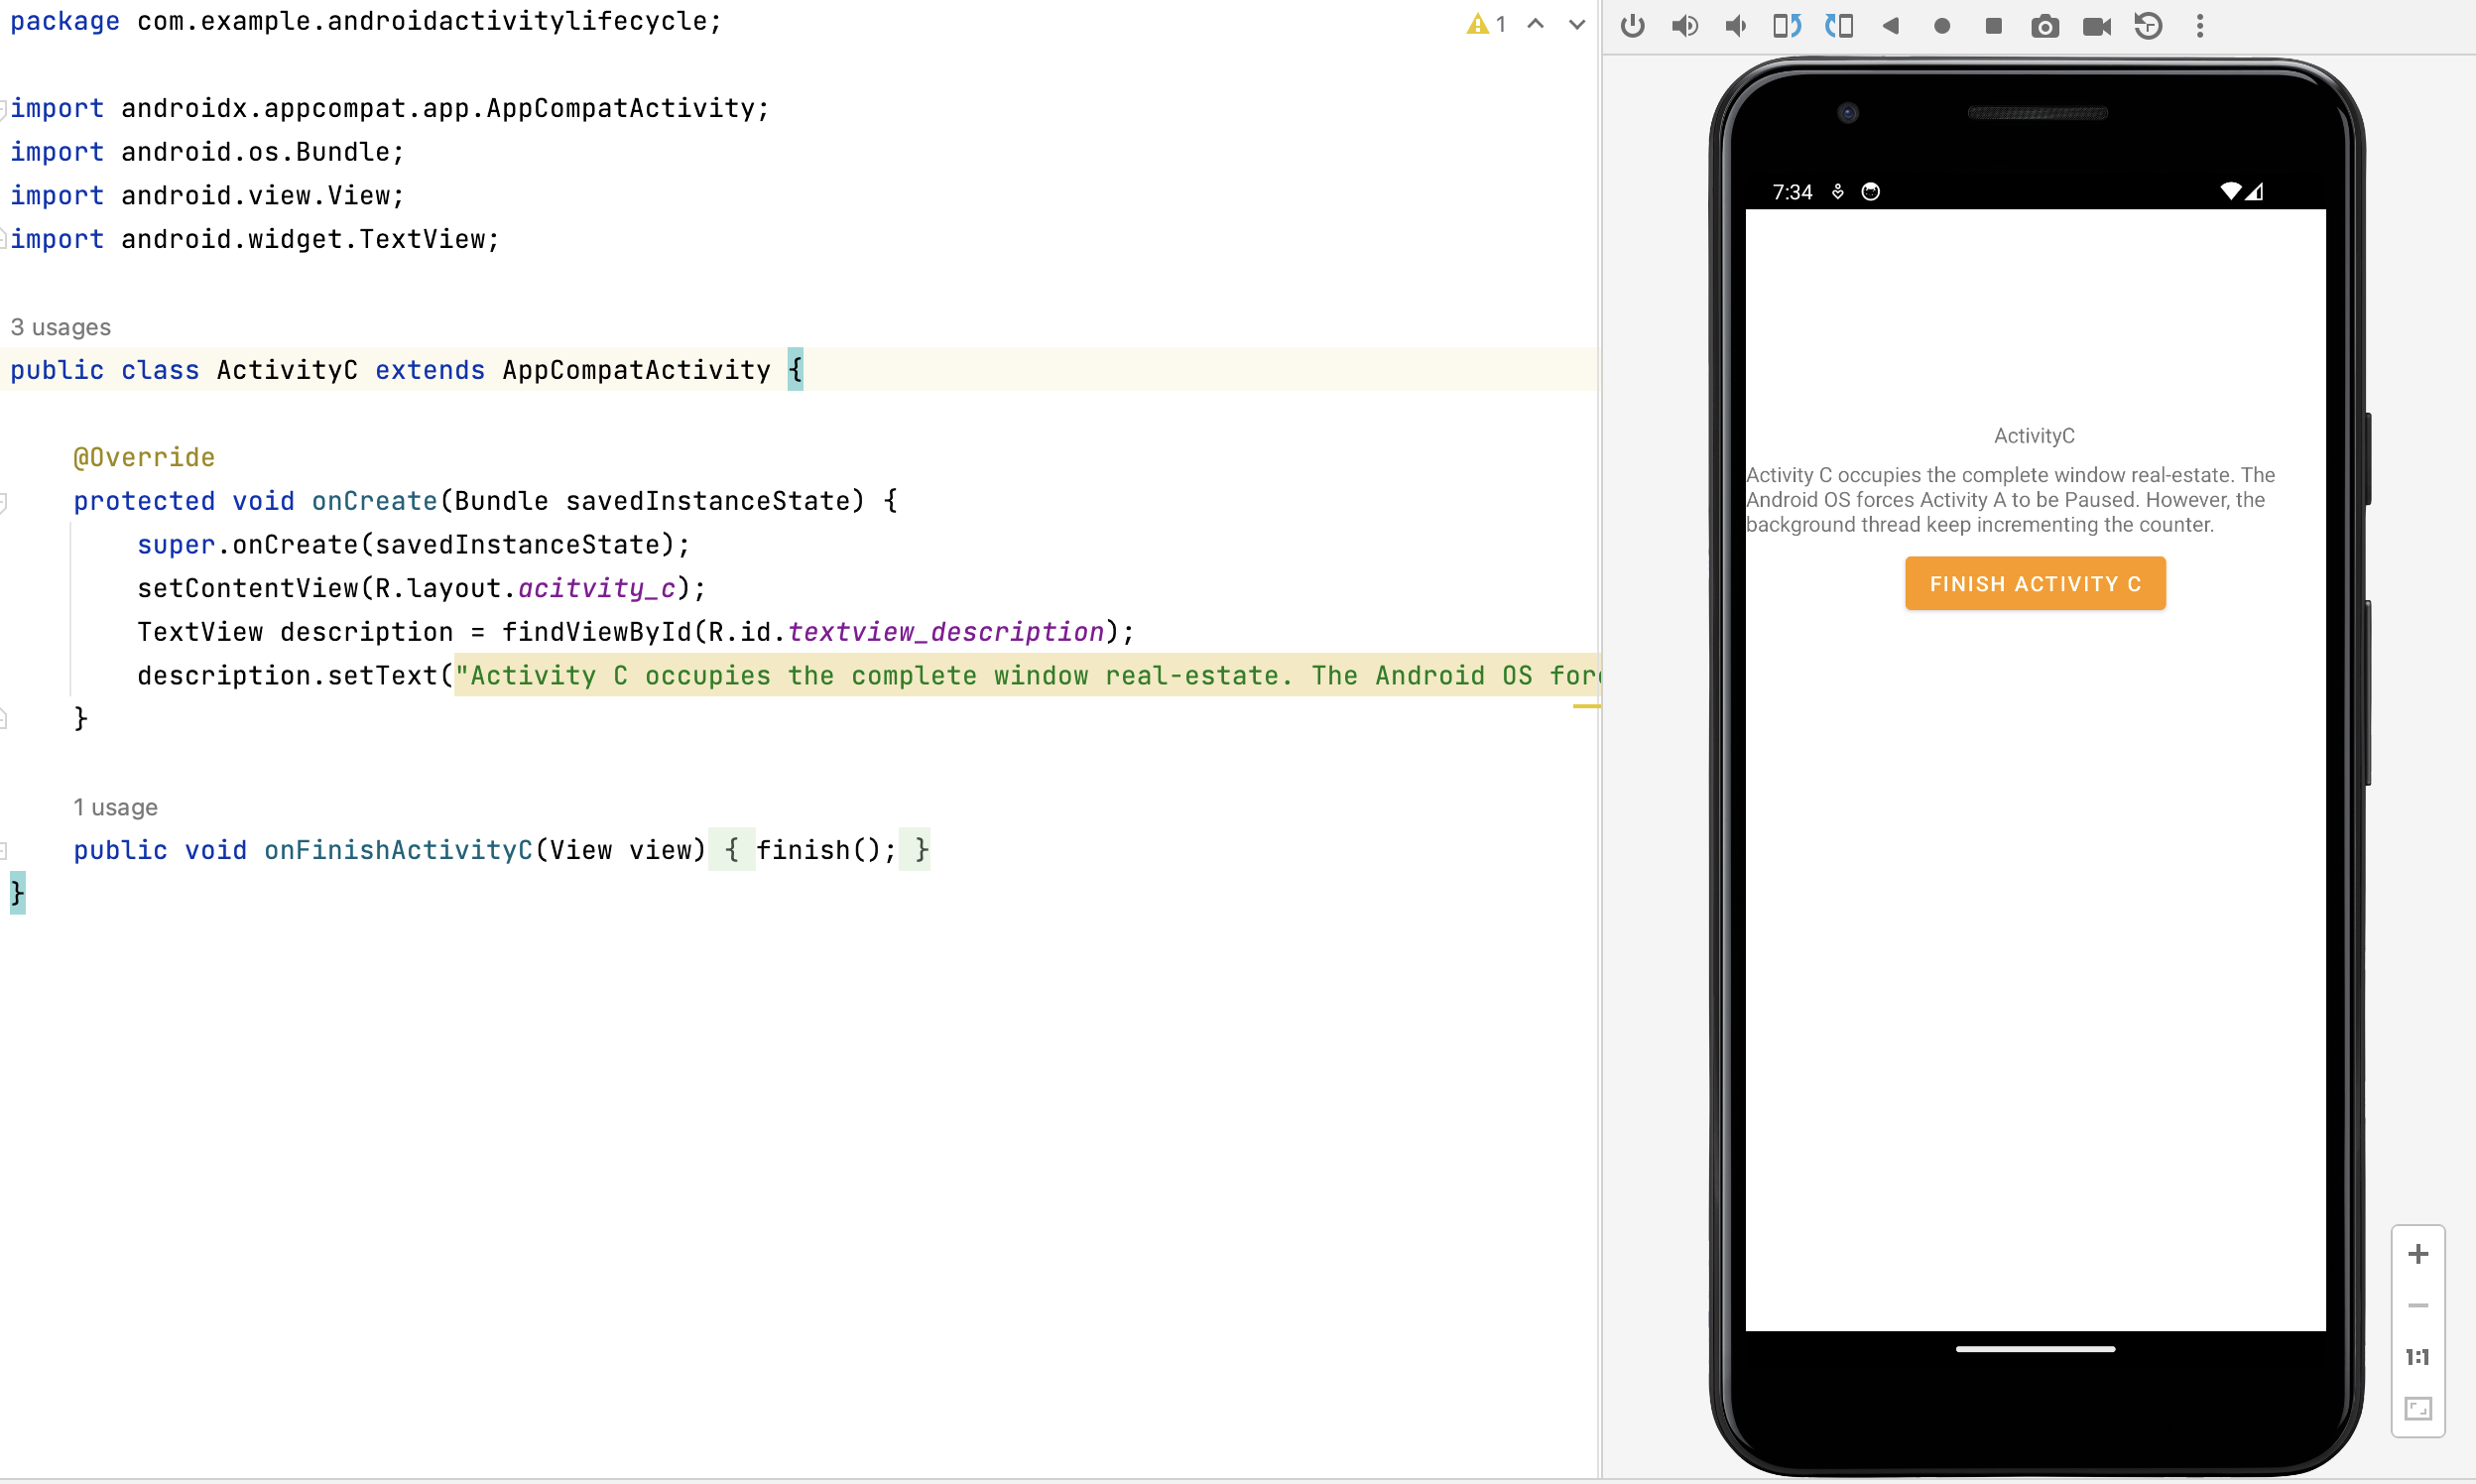 package com.example.androidactivitylifecycle;
1
import androidx.appcompat.app.AppCompatActivity;
import android.os.Bundle;
import android.view.View;
import android.widget.TextView;
3 usages
public class ActivityC extends AppCompatActivity {
@Override
protected void onCreate(Bundle savedInstanceState) {
super.onCreate(savedInstanceState);
setContentView(R.layout.acitvity_c);
TextView description = findViewById(R.id.textview_description);
description.setText("Activity C occupies the complete window real-estate. The Android OS for
}
1 usage
public void onFinishActivityC(View view) { finish(); }
}
7:34
ActivityC
Activity C occupies the complete window real-estate. The
Android OS forces Activity A to be Paused. However, the
background thread keep incrementing the counter.
FINISH ACTIVITY C
1:1